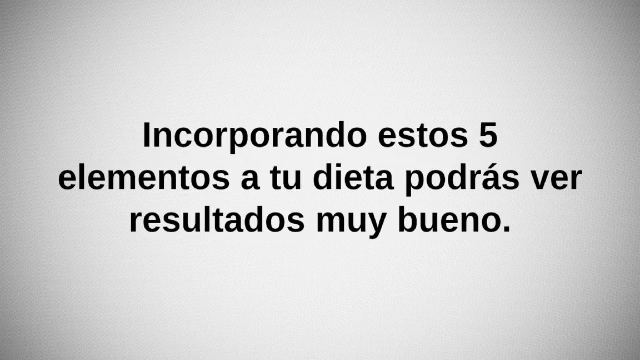 Incorporando estos 5
elementos a tu dieta podrás ver
resultados muy bueno.